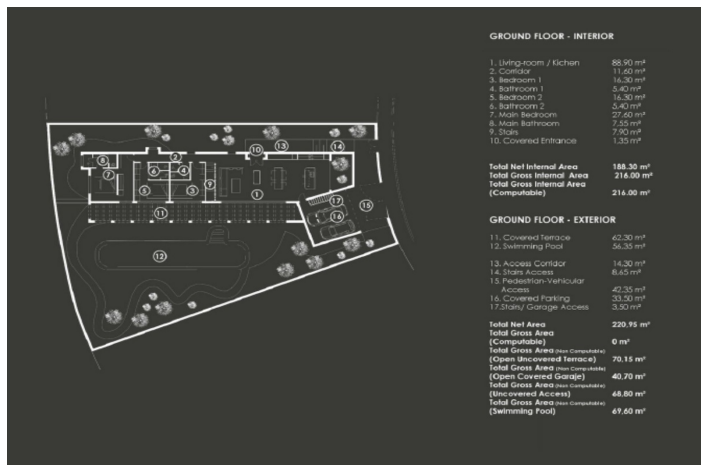 GROUND FLOOR - INTERIOR
1. Living-room / Kichen 88,90 m²
2. Corridor 11,60 m²
3. Bedroom 1 16,30 m²
4. Bathroom 1 5,40 m²
5. Bedroom 2 16,30 m²
6. Bathroom 2 5,40 m²
7. Main Bedroom 27,60 m²
8. Main Bathroom 7,55 m²
9. Stairs 7,90 m²
10. Covered Entrance 1,35 m²
Total Net Internal Area 188.30 m²
Total Gross Internal Area 216.00 m²
Total Gross Internal Area
(Computable) 216.00 m²
GROUND FLOOR - EXTERIOR
11. Covered Terrace 62,30 m²
12. Swimming Pool 56,35 m²
13. Access Corridor 14,30 m²
14. Stairs Access 8,65 m²
15. Pedestrian-Vehicular
Access 42,35 m²
16. Covered Parking 33,50 m²
17. Stairs/ Garage Access 3,50 m²
Total Net Area 220,95 m²
Total Gross Area
(Computable) 0 m²
Total Gross Area (Non Computable)
(Open Uncovered Terrace) 70,15 m²
Total Gross Area (Non Computable)
(Open Covered Garaje) 40,70 m²
Total Gross Area (Non Computable)
(Uncovered Access) 68,80 m²
Total Gross Area (Non Computable)
(Swimming Pool) 69,60 m²
13
14
10
2
8
7
6
4
5
3
9
1
17
16
15
11
12